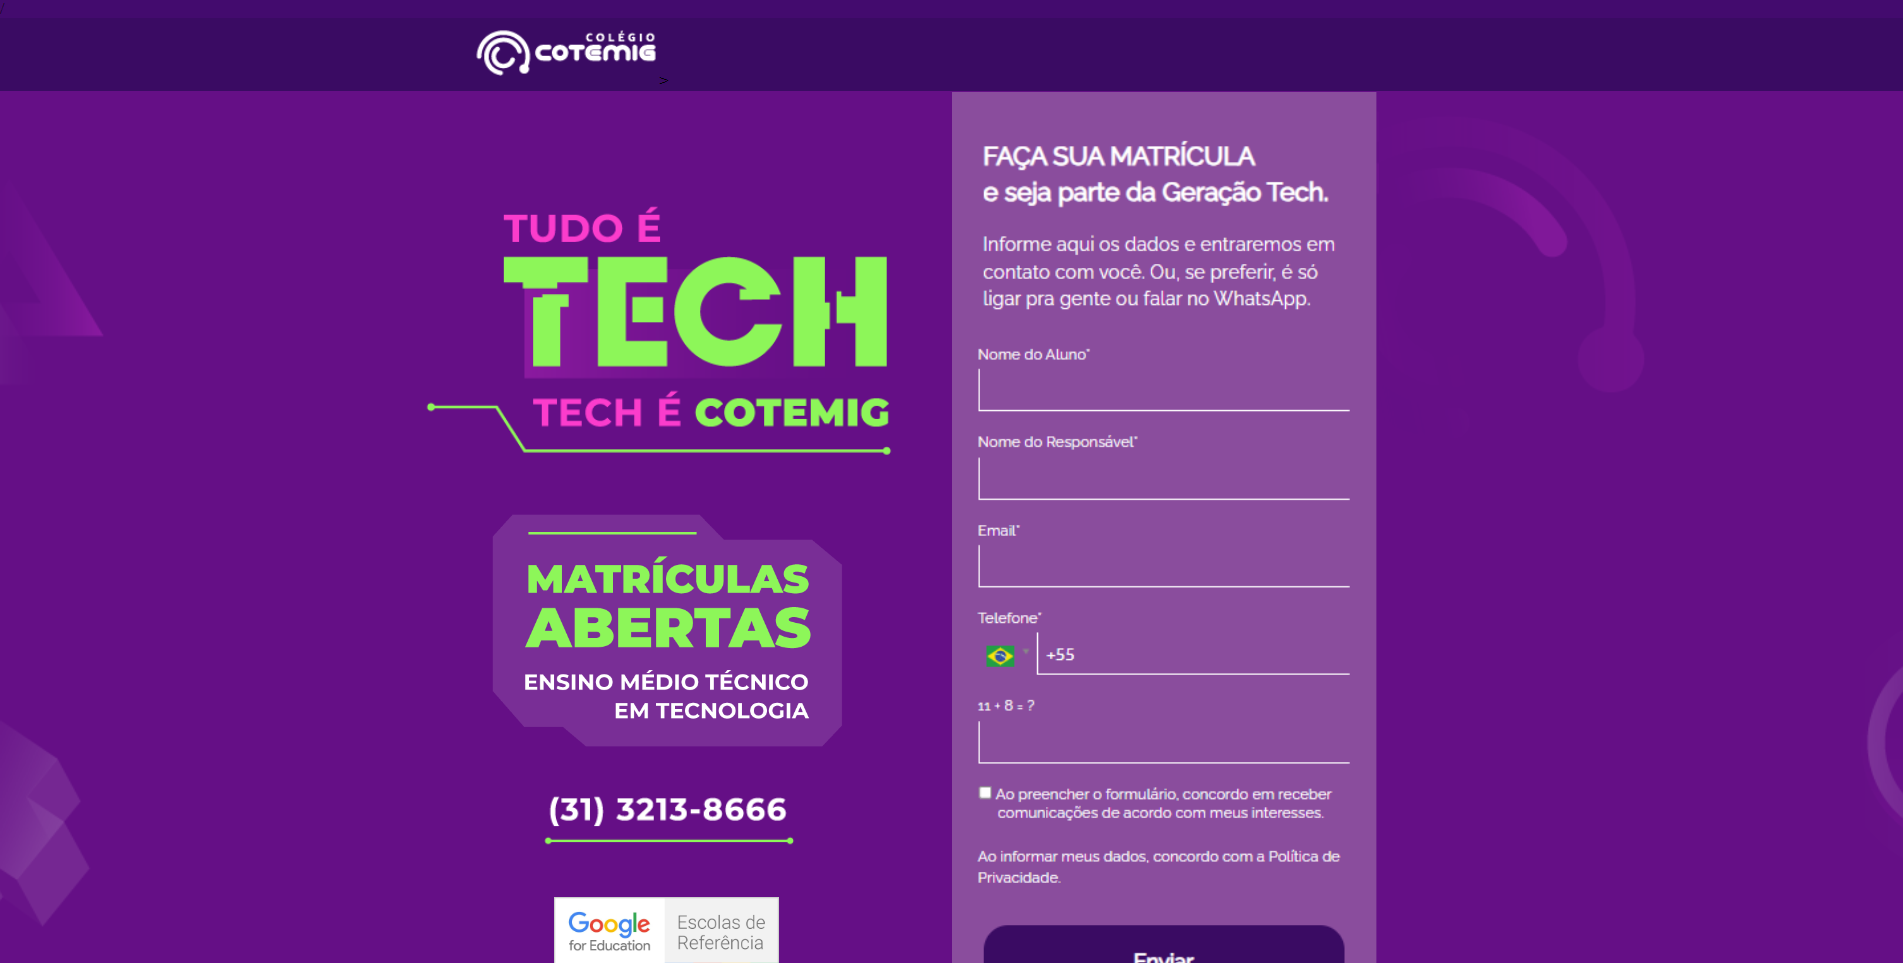 /
COLÉGIO
COTEMIG
>
TUDO É
TECH
TECH É COTEMIG
MATRÍCULAS
ABERTAS
ENSINO MÉDIO TÉCNICO
EM TECNOLOGIA
(31) 3213-8666
Google
for Education
Escolas de
Referência
FAÇA SUA MATRÍCULA
e seja parte da Geração Tech.
Informe aqui os dados e entraremos em
contato com você. Ou, se preferir, é só
ligar pra gente ou falar no WhatsApp.
Nome do Aluno*
Nome do Responsável*
Email*
Telefone*
+55
11 + 8 = ?
Ao preencher o formulário, concordo em receber
comunicações de acordo com meus interesses.
Ao informar meus dados, concordo com a Política de
Privacidade.
Enviar